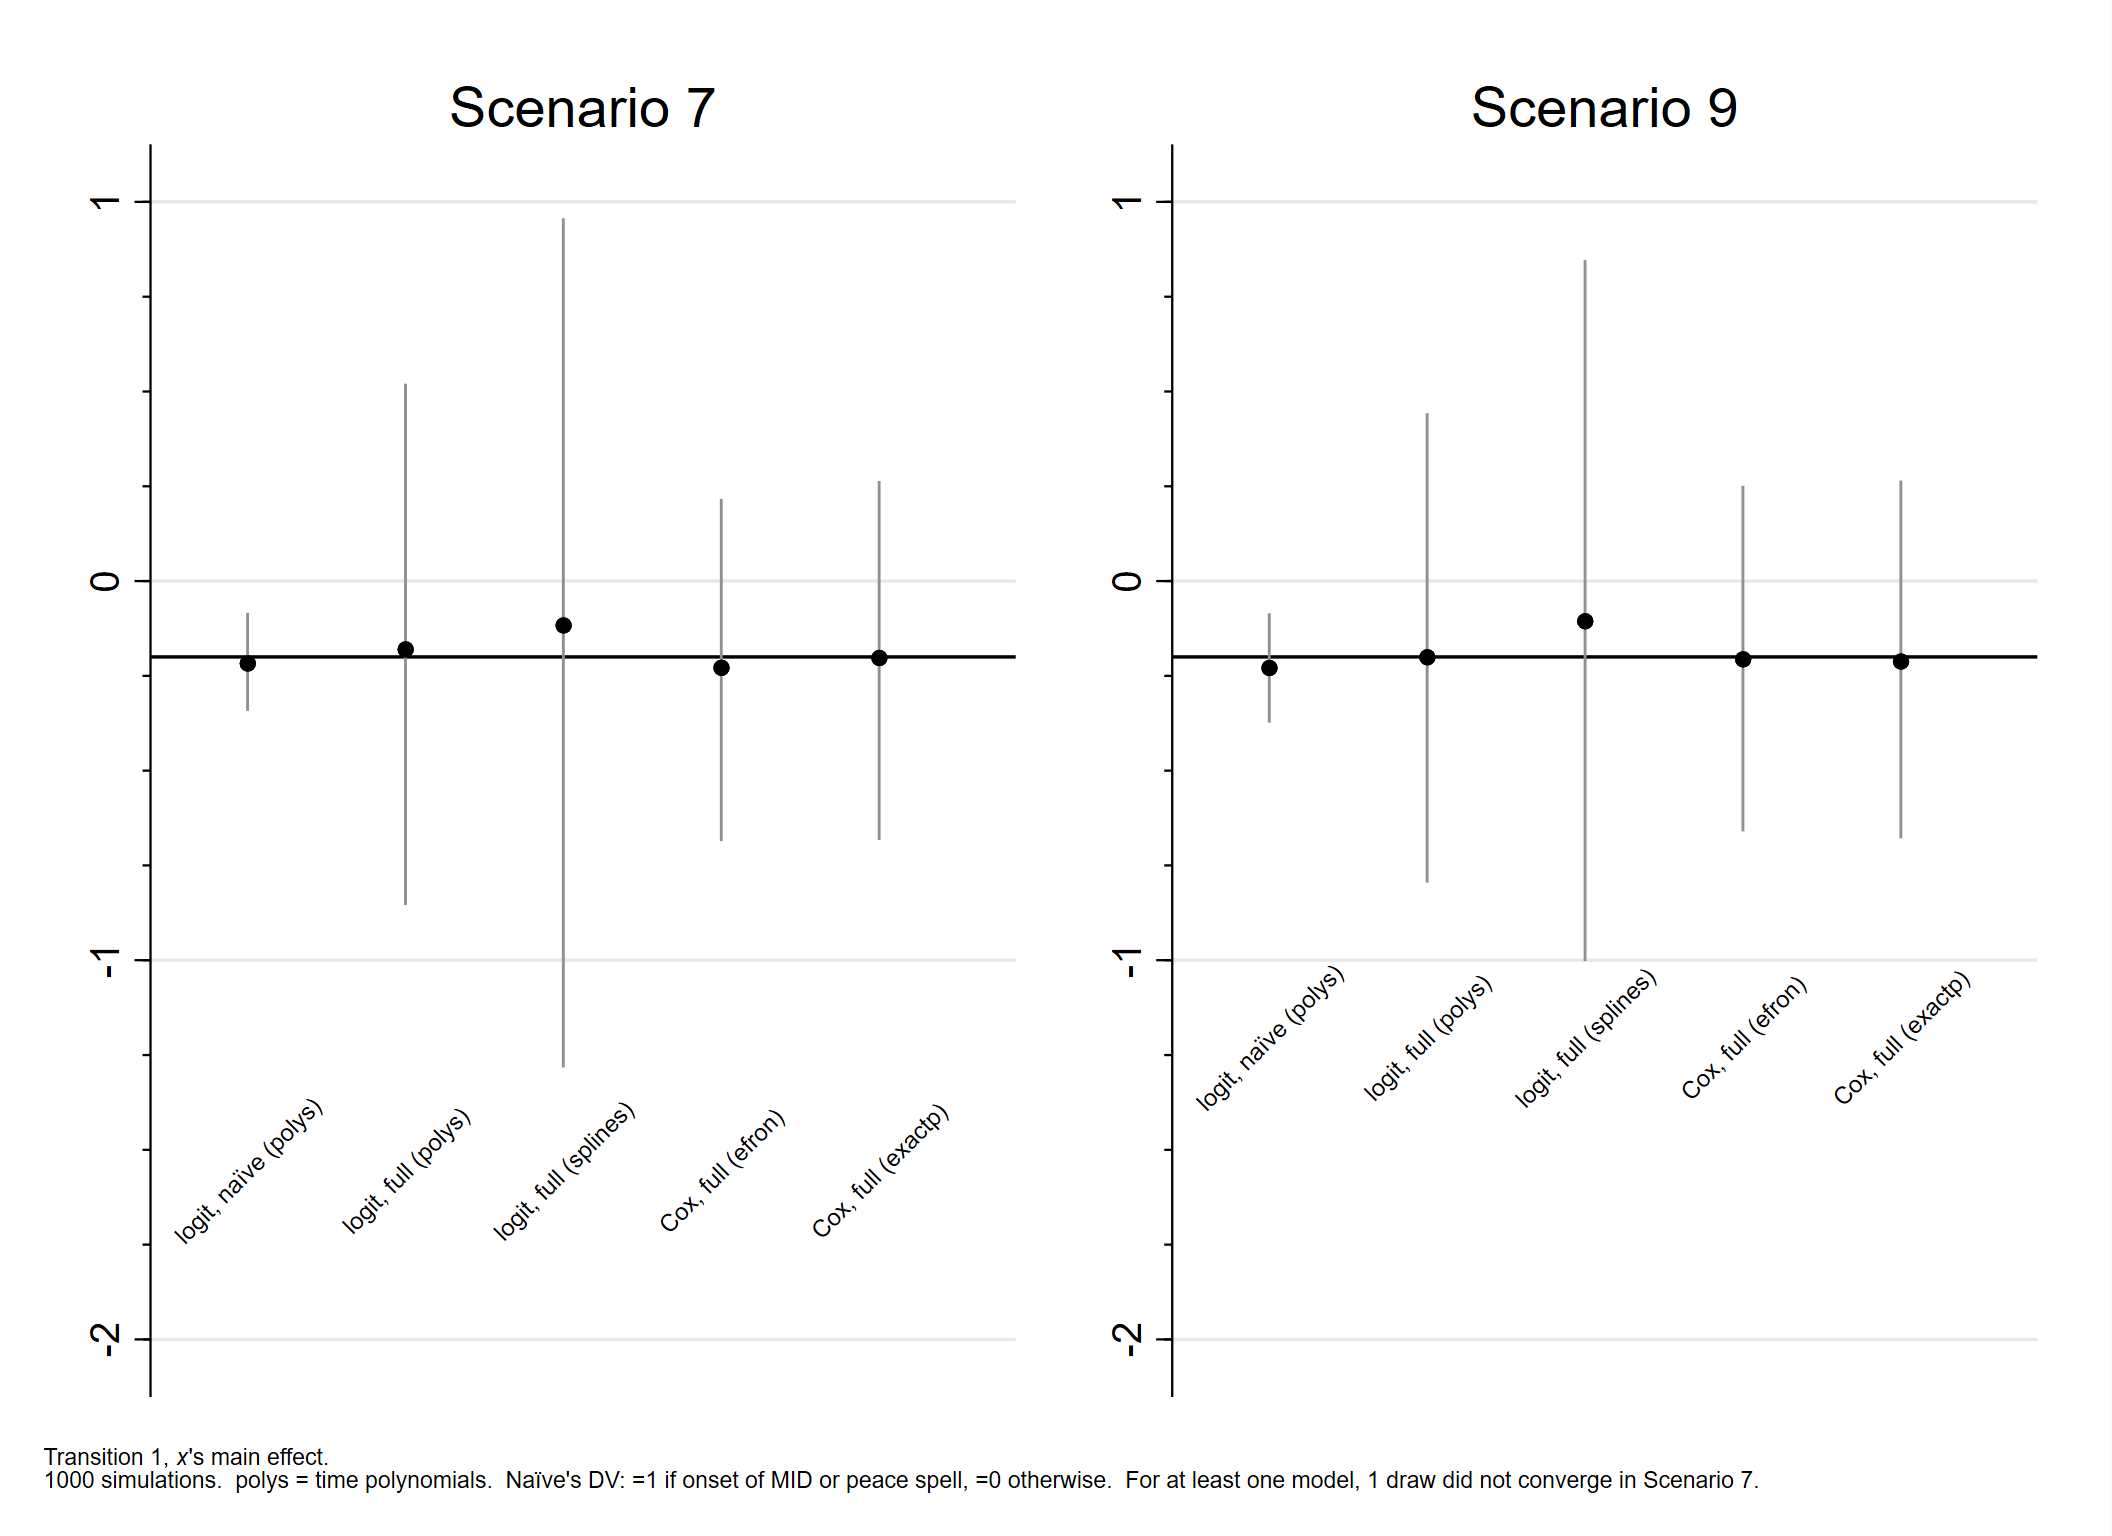 Scenario 7
1
0
-1
-2
logit, naïve (polys)
logit, full (polys)
logit, full (splines)
Cox, full (efron)
Cox, full (exactp)
Scenario 9
1
0
-1
-2
logit, naïve (polys)
logit, full (polys)
logit, full (splines)
Cox, full (efron)
Cox, full (exactp)
Transition 1, x's main effect.
1000 simulations.  polys = time polynomials.  Naïve's DV: =1 if onset of MID or peace spell, =0 otherwise.  For at least one model, 1 draw did not converge in Scenario 7.